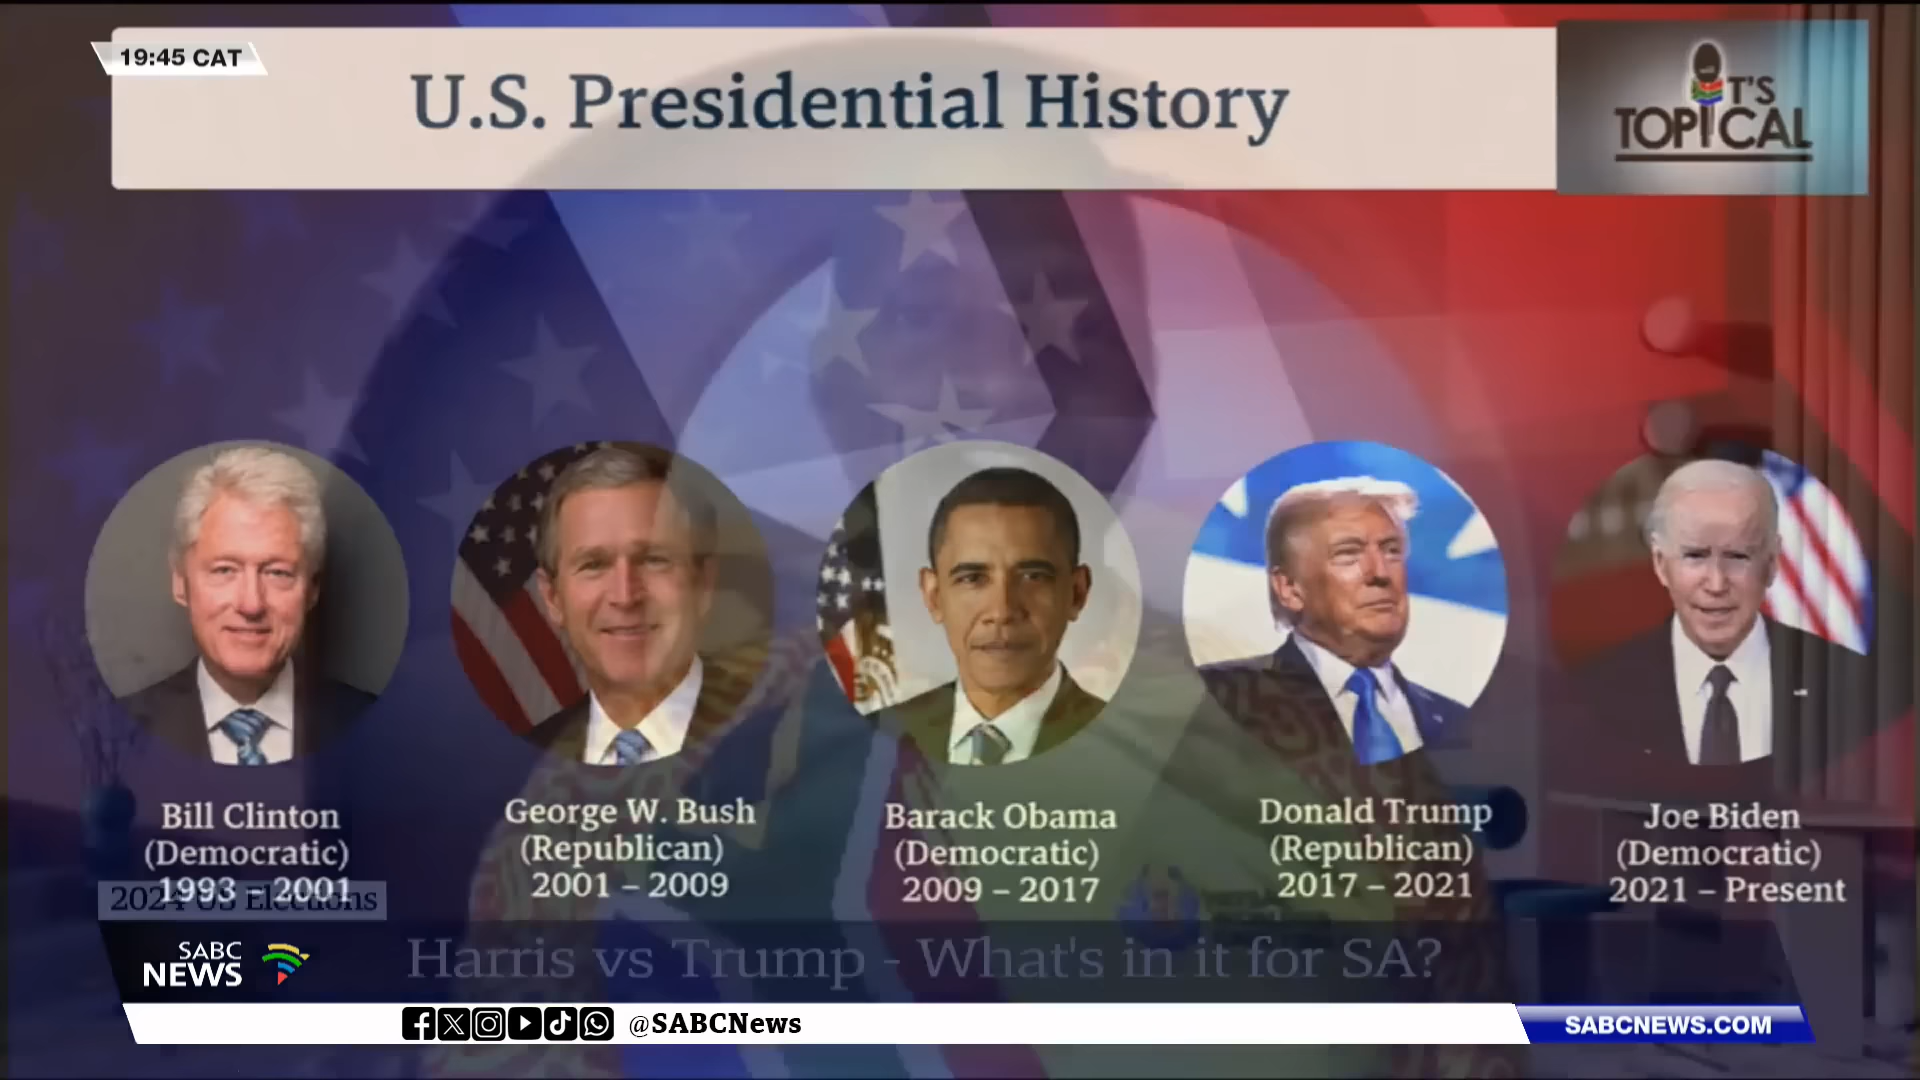 19:45 CAT
U.S. Presidential History
IT'S
TOPICAL
Bill Clinton
(Democratic)
1993 – 2001
George W. Bush
(Republican)
2001 – 2009
Barack Obama
(Democratic)
2009 – 2017
Donald Trump
(Republican)
2017 – 2021
Joe Biden
(Democratic)
2021 – Present
2024 US Elections
SABC
NEWS
Harris vs Trump - What's in it for SA?
@SABCNews
SABCNEWS.COM